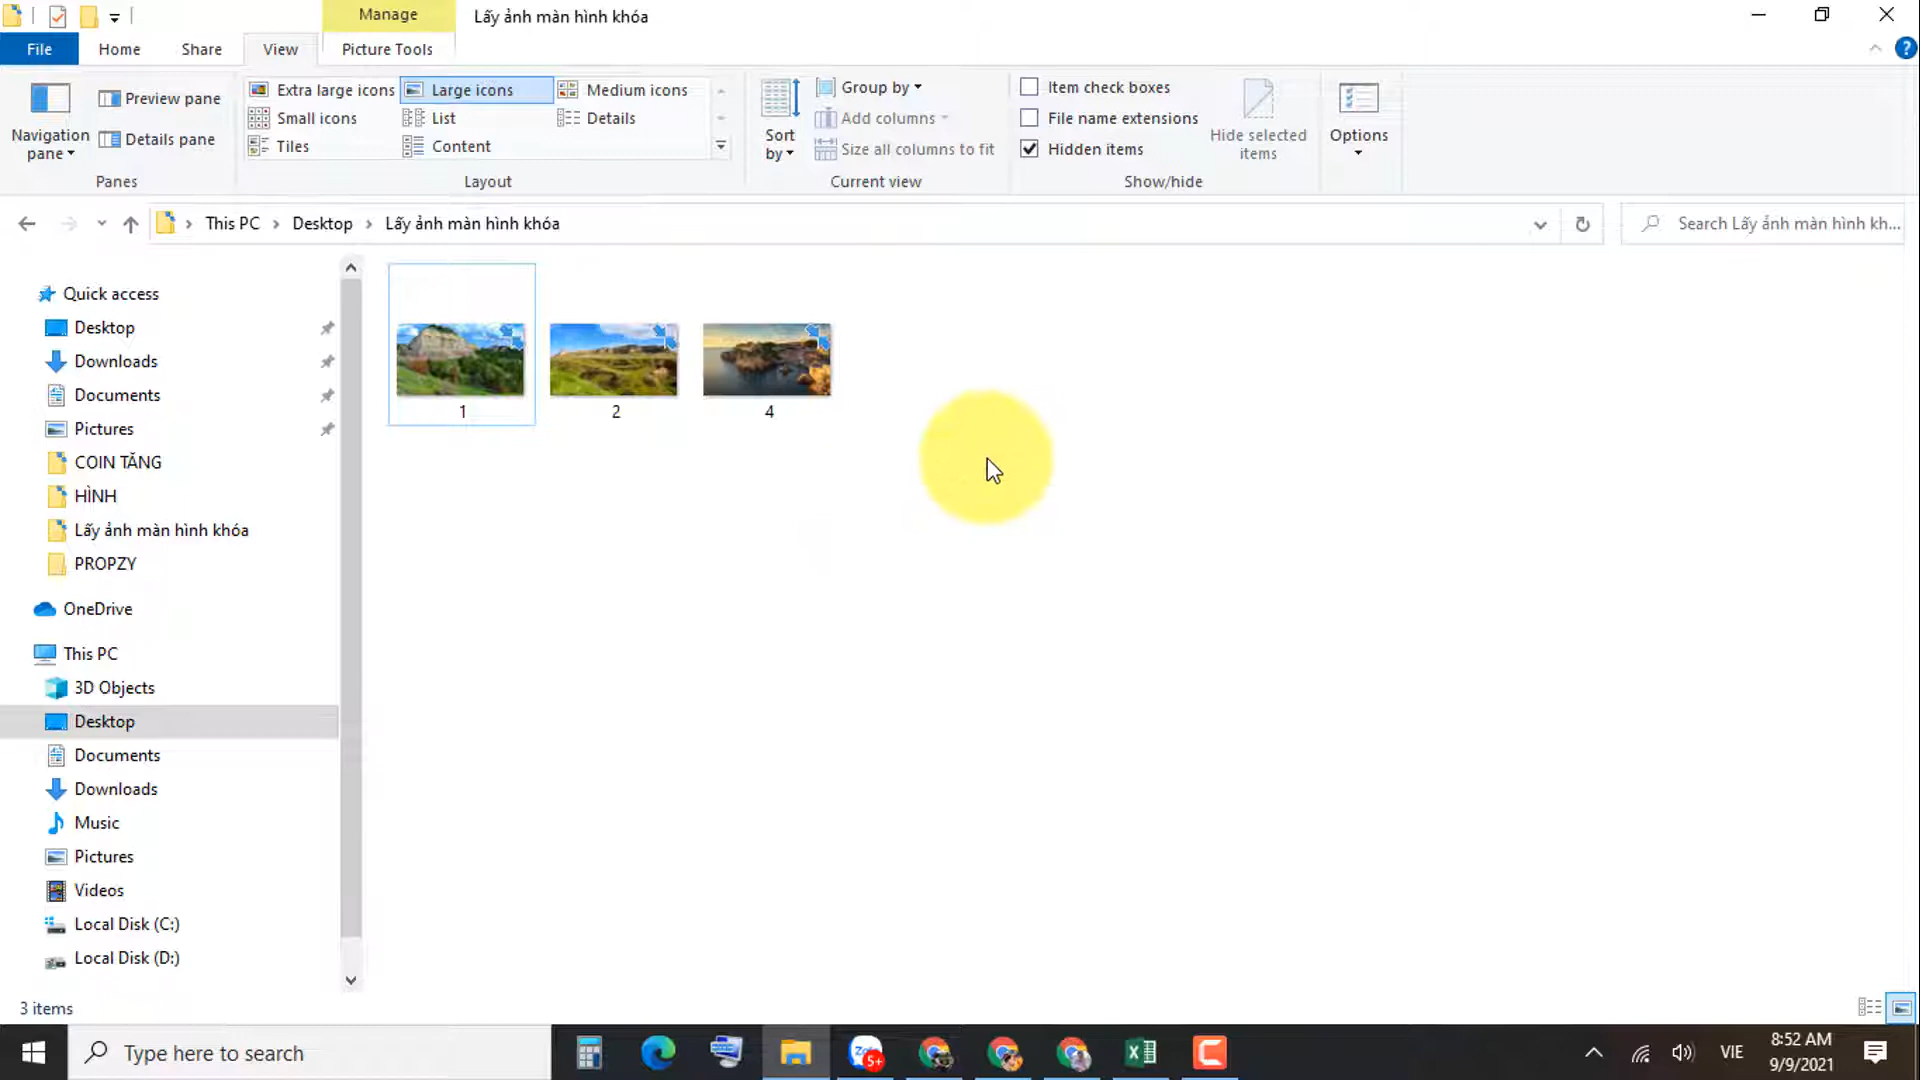 Manage
Lấy ảnh màn hình khóa
File
Home
Share
View
Picture Tools
Navigation pane
Preview pane
Details pane
Panes
Extra large icons
Large icons
Medium icons
Small icons
List
Details
Tiles
Content
Layout
Sort by
Group by
Add columns
Size all columns to fit
Current view
Item check boxes
File name extensions
Hidden items
Hide selected items
Show/hide
Options
This PC
Desktop
Lấy ảnh màn hình khóa
Search Lấy ảnh màn hình kh...
Quick access
Desktop
Downloads
Documents
Pictures
COIN TĂNG
HÌNH
Lấy ảnh màn hình khóa
PROPZY
OneDrive
This PC
3D Objects
Desktop
Documents
Downloads
Music
Pictures
Videos
Local Disk (C:)
Local Disk (D:)
1
2
4
3 items
Type here to search
5+
VIE
8:52 AM
9/9/2021